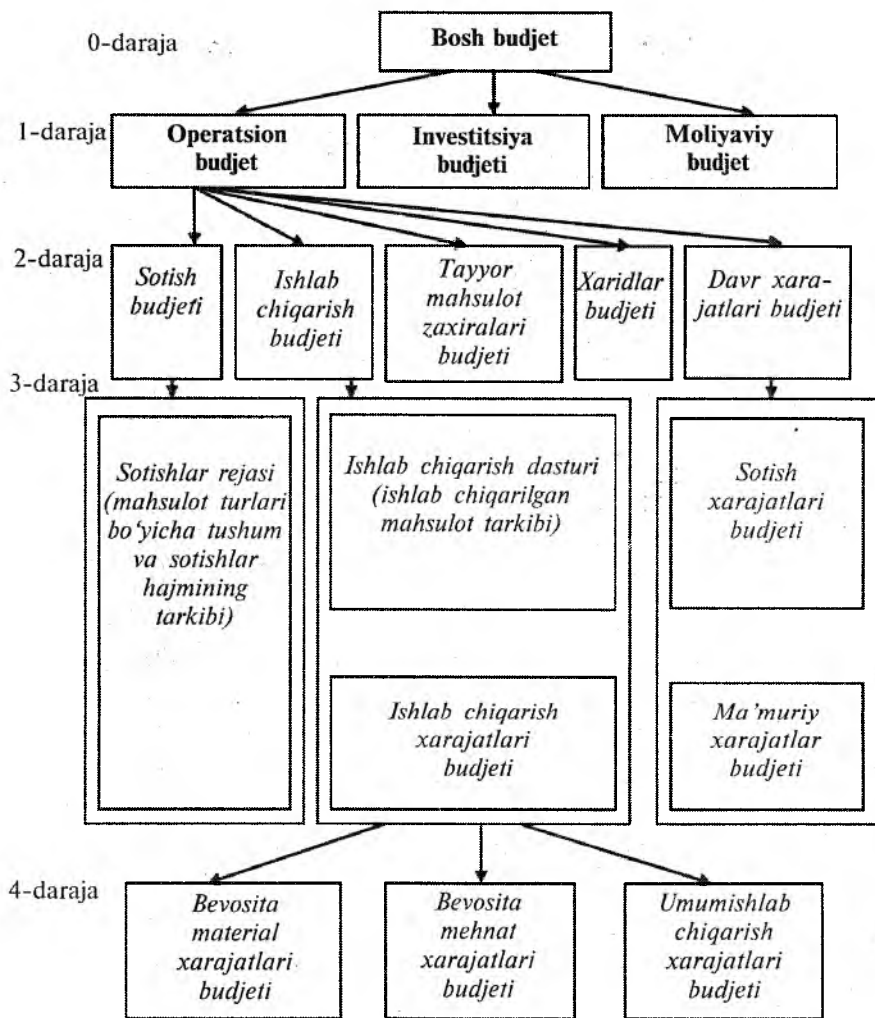 0-daraja
Bosh budjet
1-daraja
Operatsion
budjet
Investitsiya
budjeti
Moliyaviy
budjet
2-daraja
Sotish
budjeti
Ishlab
chiqarish
budjeti
Tayyor
mahsulot
zaxiralari
budjeti
Xaridlar
budjeti
Davr xara-
jatlari budjeti
3-daraja
Sotishlar rejasi
(mahsulot turlari
bo‘yicha tushum
va sotishlar
hajmining
tarkibi)
Ishlab chiqarish dasturi
(ishlab chiqarilgan
mahsulot tarkibi)
Sotish
xarajatlari
budjeti
Ishlab chiqarish
xarajatlari
budjeti
Ma’muriy
xarajatlar
budjeti
4-daraja
Bevosita
material
xarajatlari
budjeti
Bevosita
mehnat
xarajatlari
budjeti
Umumishlab
chiqarish
xarajatlari
budjeti